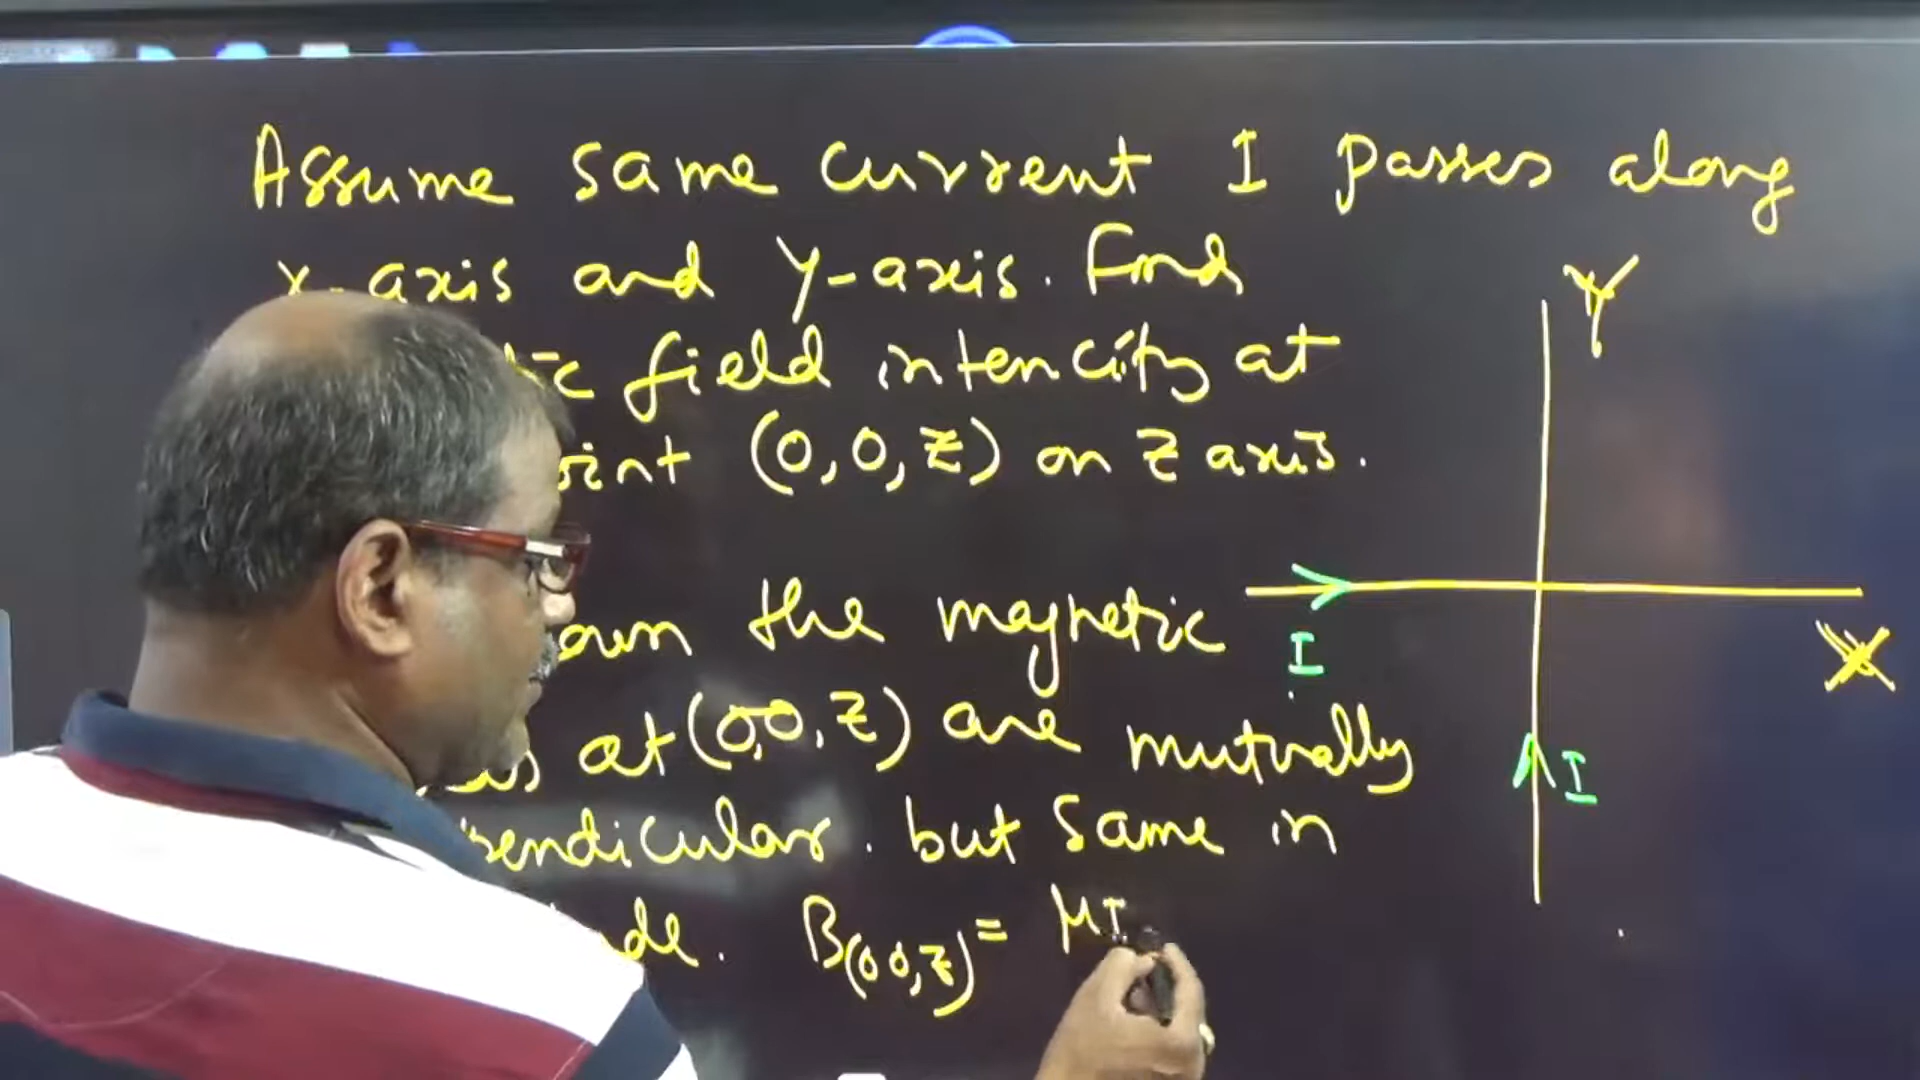 Assume same current I passes along
x-axis and y-axis. Find
field intencity at
point (0,0,z) on z axis.
the magnetic
at (0,0,z) are mutually
but same in
B(0 0,z) = μI
Y
I
X
I